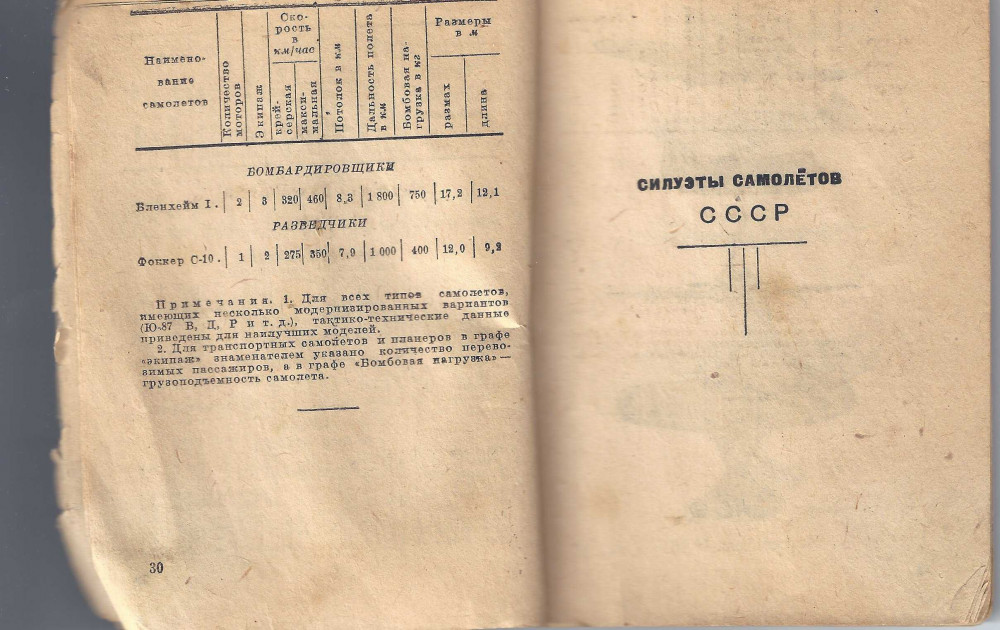 Наимено-
вание
самолетов
Количество
моторов
Экипаж
Ско-
рость
в
км/час
крей-
серская
макси-
мальная
Потолок в км
Дальность полета
в км
Бомбовая на-
грузка в кг
Размеры
в м
размах
длина
БОМБАРДИРОВЩИКИ
Бленхейм I. 2 3 320 460 8,3 1 800 750 17,2 12,1
РАЗВЕДЧИКИ
Фоккер С-10. 1 2 275 350 7,9 1 000 400 12,0 9,2
Примечания. 1. Для всех типов самолетов,
имеющих несколько модернизированных вариантов
(Ю-87 В, Д, Р и т. д.), тактико-технические данные
приведены для наилучших моделей.
2. Для транспортных самолетов и планеров в графе
«экипаж» знаменателем указано количество перево-
зимых пассажиров, а в графе «Бомбовая нагрузка» —
грузоподъемность самолета.
30
СИЛУЭТЫ САМОЛЁТОВ
СССР